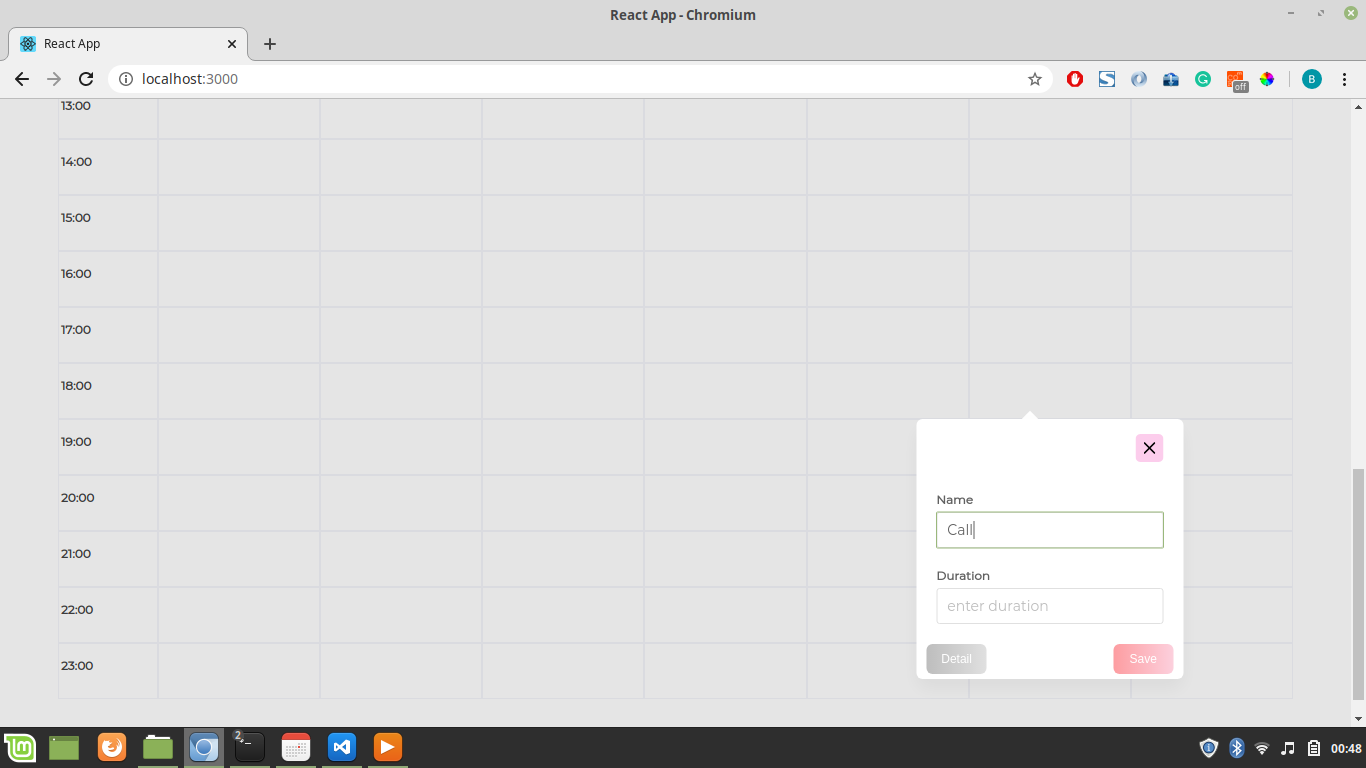 React App - Chromium
React App
localhost:3000
off
B
13:00
14:00
15:00
16:00
17:00
18:00
19:00
20:00
21:00
22:00
23:00
Name
Call
Duration
enter duration
Detail
Save
2
00:48